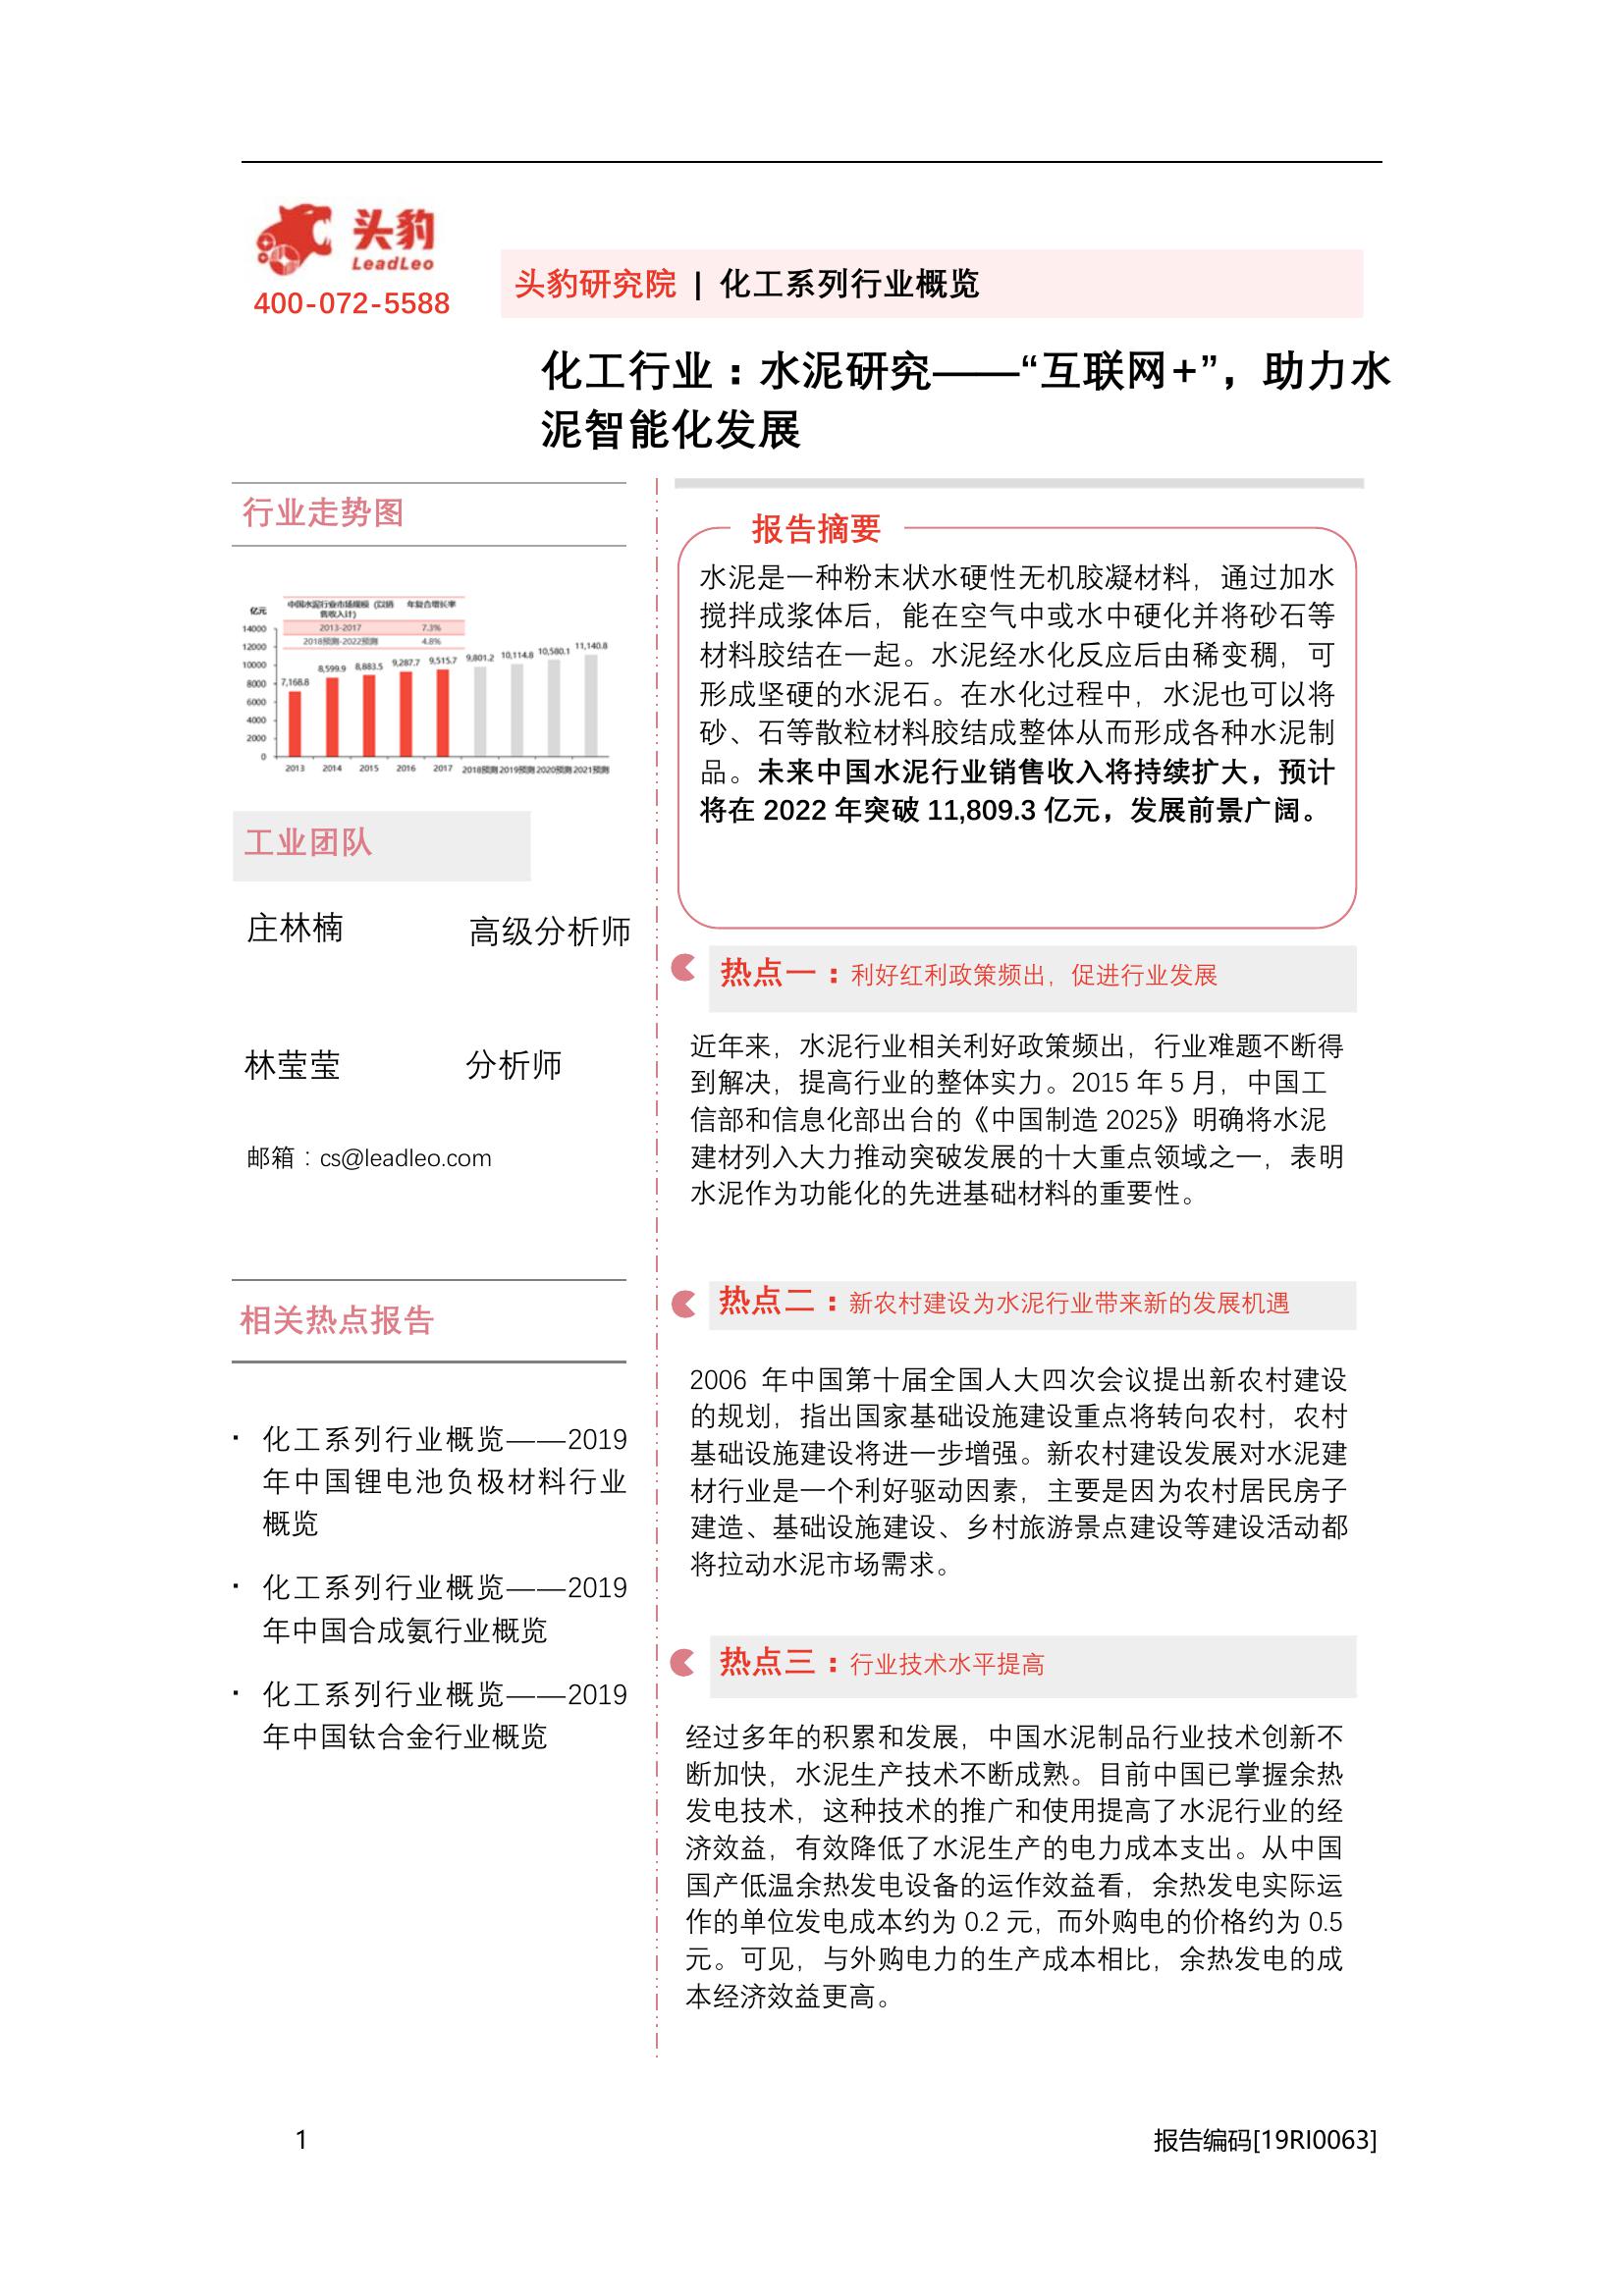 头豹
LeadLeo
400-072-5588
头豹研究院 | 化工系列行业概览
化工行业：水泥研究——“互联网+”，助力水
泥智能化发展
行业走势图
亿元
中国水泥行业市场规模（以销
售收入计）
年复合增长率
2013-2017 7.3%
2018预测-2022预测 4.8%
14000
12000
10000
8000
6000
4000
2000
0
7,168.8
8,599.9
8,883.5
9,287.7
9,515.7
9,801.2
10,114.8
10,580.1
11,140.8
2013 2014 2015 2016 2017 2018预测 2019预测 2020预测 2021预测
工业团队
庄林楠 高级分析师
林莹莹 分析师
邮箱：cs@leadleo.com
相关热点报告
· 化工系列行业概览——2019
年中国锂电池负极材料行业
概览
· 化工系列行业概览——2019
年中国合成氨行业概览
· 化工系列行业概览——2019
年中国钛合金行业概览
报告摘要
水泥是一种粉末状水硬性无机胶凝材料，通过加水
搅拌成浆体后，能在空气中或水中硬化并将砂石等
材料胶结在一起。水泥经水化反应后由稀变稠，可
形成坚硬的水泥石。在水化过程中，水泥也可以将
砂、石等散粒材料胶结成整体从而形成各种水泥制
品。未来中国水泥行业销售收入将持续扩大，预计
将在 2022 年突破 11,809.3 亿元，发展前景广阔。
热点一：利好红利政策频出，促进行业发展
近年来，水泥行业相关利好政策频出，行业难题不断得
到解决，提高行业的整体实力。2015 年 5 月，中国工
信部和信息化部出台的《中国制造 2025》明确将水泥
建材列入大力推动突破发展的十大重点领域之一，表明
水泥作为功能化的先进基础材料的重要性。
热点二：新农村建设为水泥行业带来新的发展机遇
2006 年中国第十届全国人大四次会议提出新农村建设
的规划，指出国家基础设施建设重点将转向农村，农村
基础设施建设将进一步增强。新农村建设发展对水泥建
材行业是一个利好驱动因素，主要是因为农村居民房子
建造、基础设施建设、乡村旅游景点建设等建设活动都
将拉动水泥市场需求。
热点三：行业技术水平提高
经过多年的积累和发展，中国水泥制品行业技术创新不
断加快，水泥生产技术不断成熟。目前中国已掌握余热
发电技术，这种技术的推广和使用提高了水泥行业的经
济效益，有效降低了水泥生产的电力成本支出。从中国
国产低温余热发电设备的运作效益看，余热发电实际运
作的单位发电成本约为 0.2 元，而外购电的价格约为 0.5
元。可见，与外购电力的生产成本相比，余热发电的成
本经济效益更高。
1
报告编码[19RI0063]